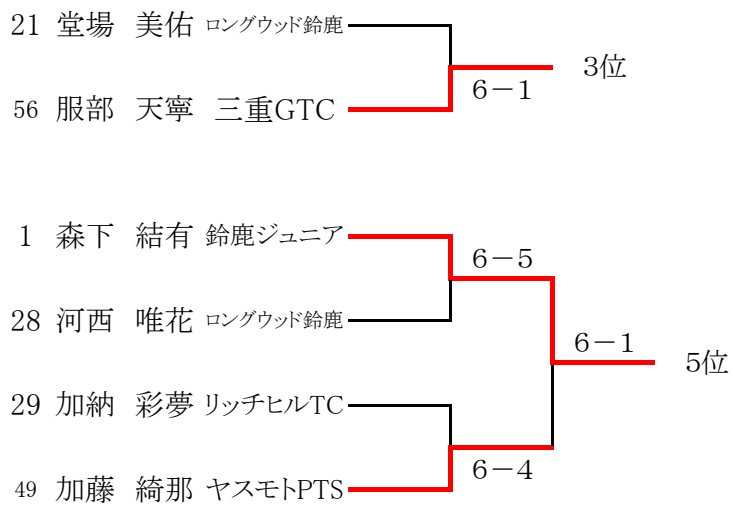 21 堂場 美佑 ロングウッド鈴鹿
3位
6－1
56 服部 天寧 三重GTC
1 森下 結有 鈴鹿ジュニア
6－5
28 河西 唯花 ロングウッド鈴鹿
6－1
5位
29 加納 彩夢 リッチヒルTC
6－4
49 加藤 綺那 ヤスモトPTS